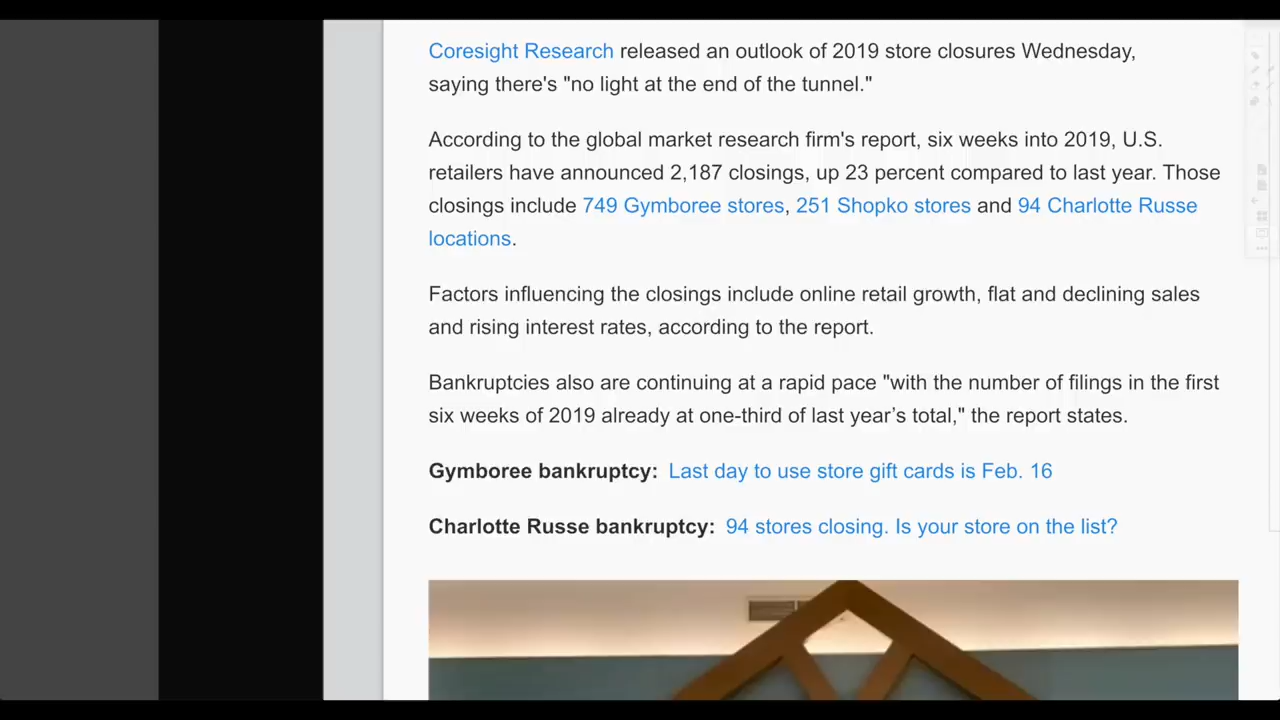 Coresight Research released an outlook of 2019 store closures Wednesday,
saying there's "no light at the end of the tunnel."
According to the global market research firm's report, six weeks into 2019, U.S.
retailers have announced 2,187 closings, up 23 percent compared to last year. Those
closings include 749 Gymboree stores, 251 Shopko stores and 94 Charlotte Russe
locations.
Factors influencing the closings include online retail growth, flat and declining sales
and rising interest rates, according to the report.
Bankruptcies also are continuing at a rapid pace "with the number of filings in the first
six weeks of 2019 already at one-third of last year’s total," the report states.
Gymboree bankruptcy: Last day to use store gift cards is Feb. 16
Charlotte Russe bankruptcy: 94 stores closing. Is your store on the list?